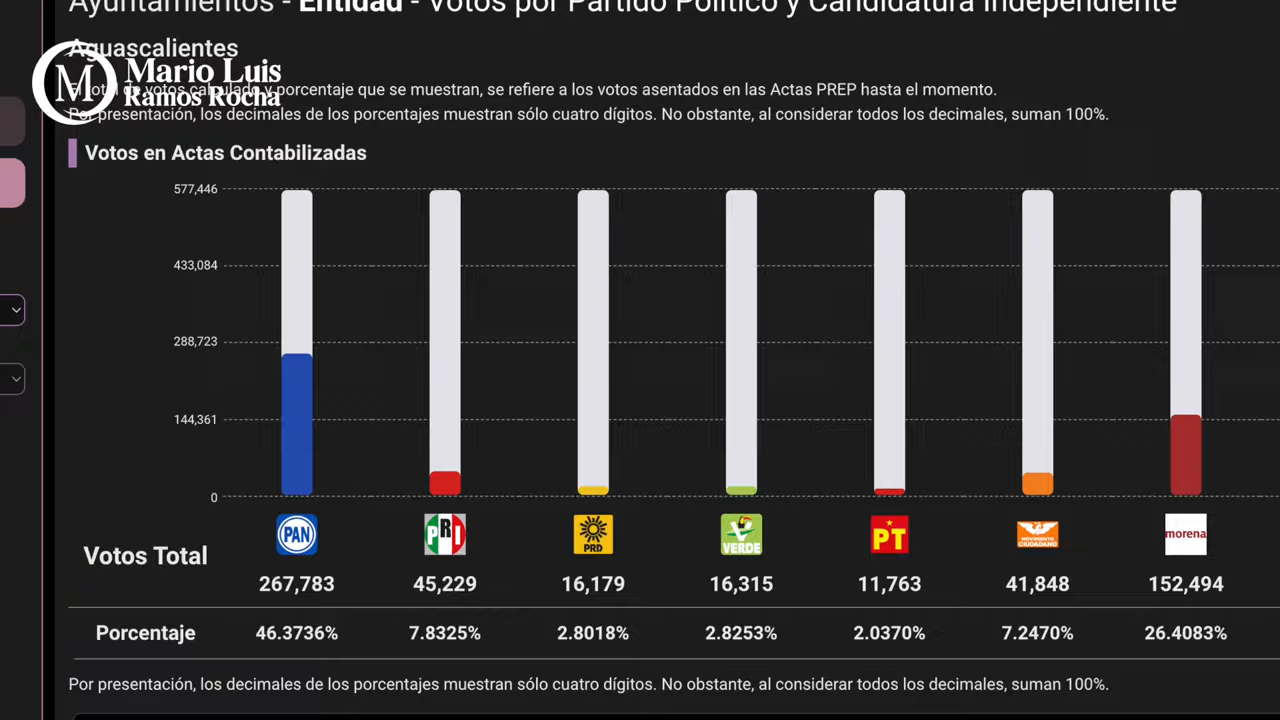 Ayuntamientos - Entidad - Votos por Partido Político y Candidatura Independiente
Aguascalientes
M
Mario Luis
Ramos Rocha
El total de votos calculado y porcentaje que se muestran, se refiere a los votos asentados en las Actas PREP hasta el momento.
Por presentación, los decimales de los porcentajes muestran sólo cuatro dígitos. No obstante, al considerar todos los decimales, suman 100%.
Votos en Actas Contabilizadas
577,446
433,084
288,723
144,361
0
PAN PRI PRD VERDE PT MOVIMIENTO CIUDADANO morena
Votos Total
267,783 45,229 16,179 16,315 11,763 41,848 152,494
Porcentaje 46.3736% 7.8325% 2.8018% 2.8253% 2.0370% 7.2470% 26.4083%
Por presentación, los decimales de los porcentajes muestran sólo cuatro dígitos. No obstante, al considerar todos los decimales, suman 100%.